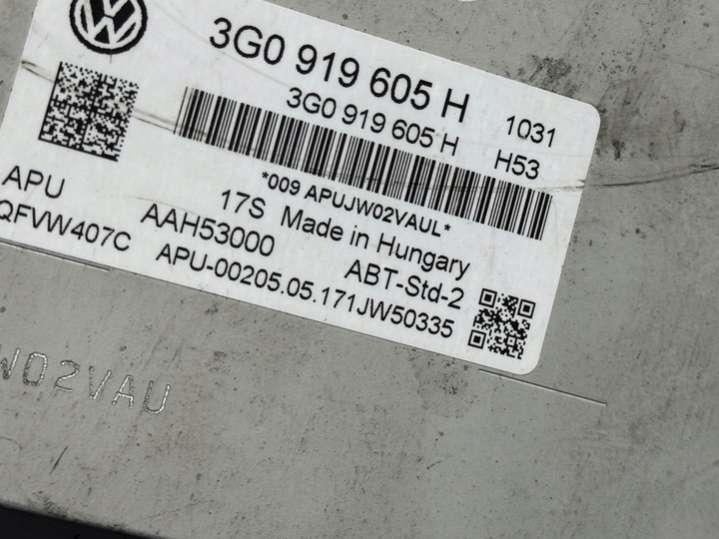 3G0 919 605 H
3G0 919 605 H
1031
H53
*009 APUJW02VAUL*
APU
17S Made in Hungary
QFVW407C
AAH53000
ABT-Std-2
APU-00205.05.171JW50335
W02VAU